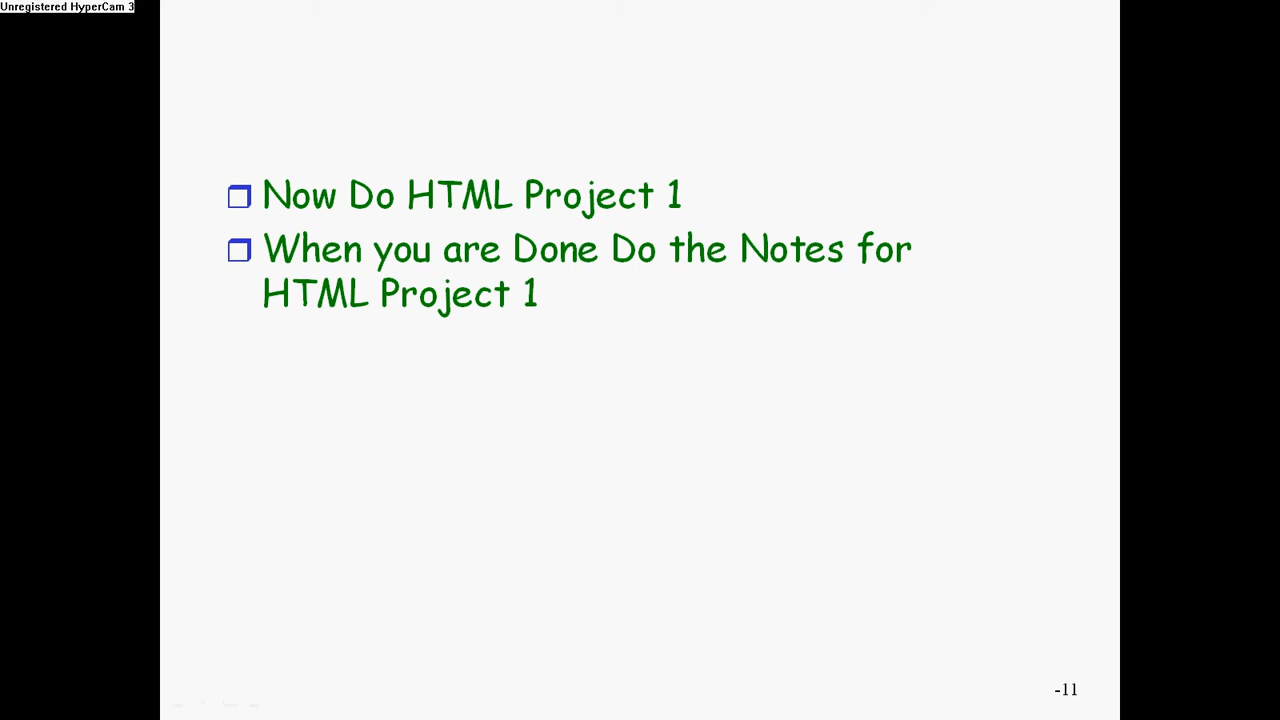 Unregistered HyperCam 3
Now Do HTML Project 1
When you are Done Do the Notes for
HTML Project 1
-11